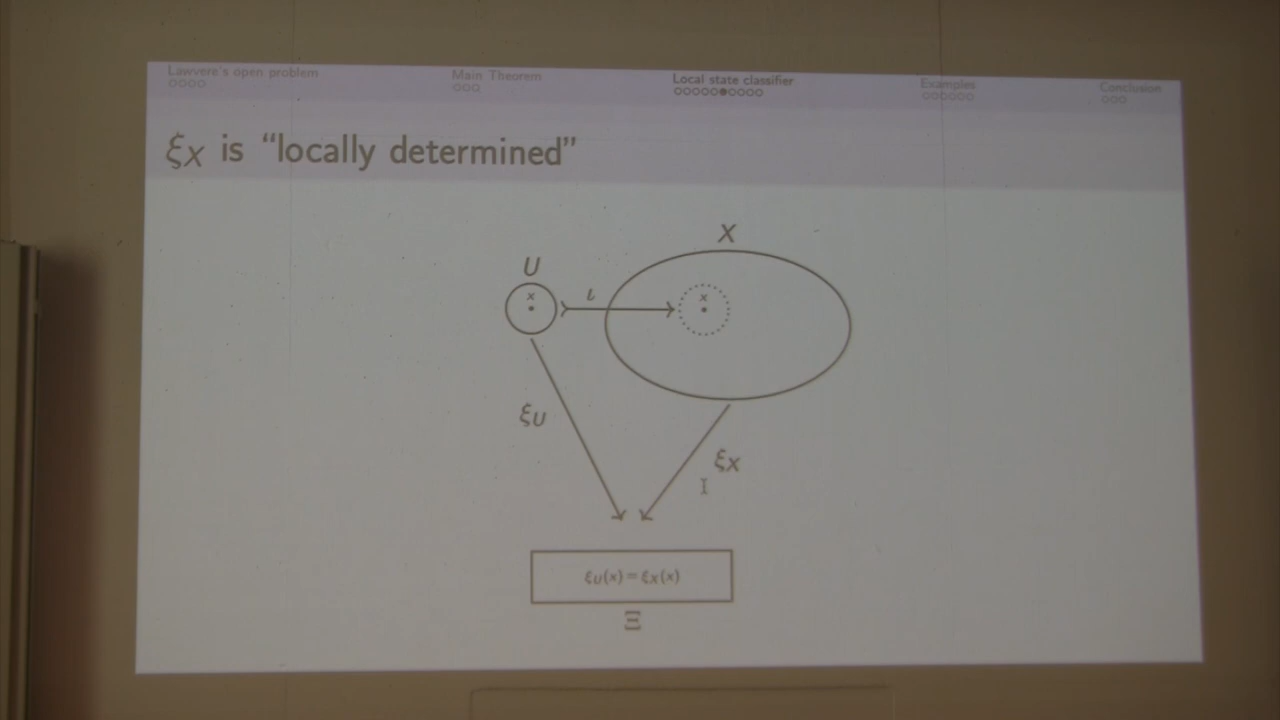 Lawvere's open problem Main Theorem Local state classifier Examples Conclusion
ξX is "locally determined"
X
U
x ι x
ξU
ξX
ξU(x) = ξX(x)
Ξ